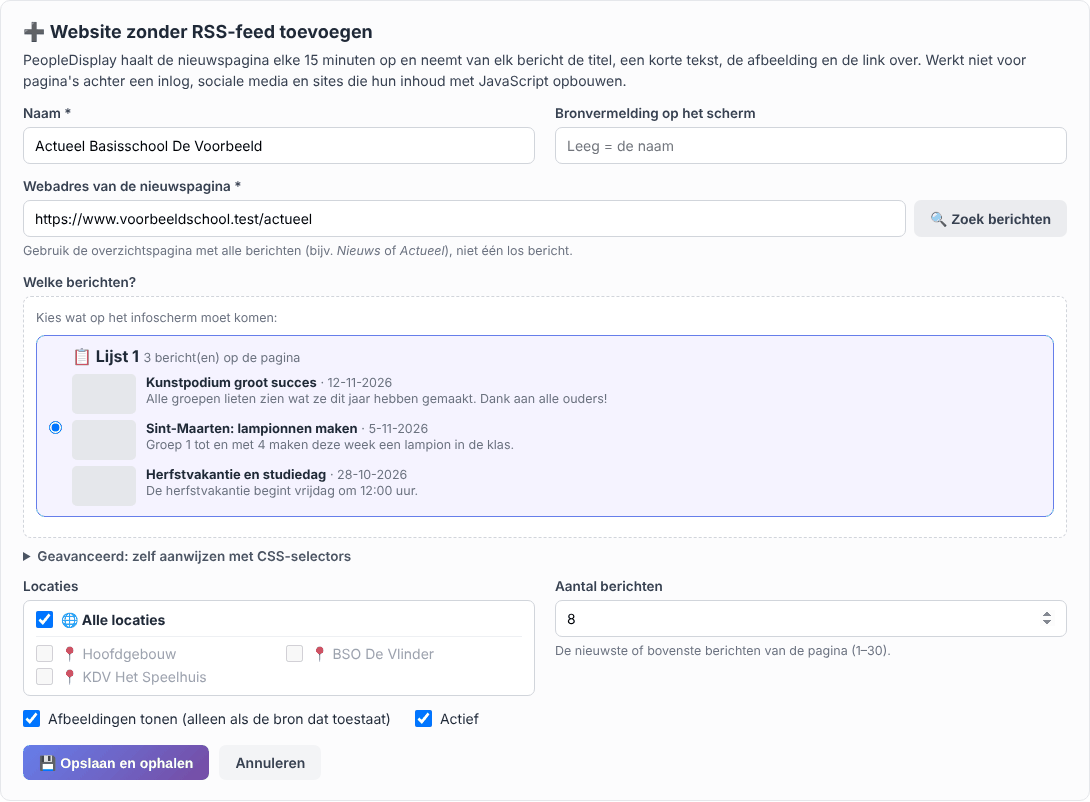 ➕ Website zonder RSS-feed toevoegen
PeopleDisplay haalt de nieuwspagina elke 15 minuten op en neemt van elk bericht de titel, een korte tekst, de afbeelding en de link over. Werkt niet voor
pagina's achter een inlog, sociale media en sites die hun inhoud met JavaScript opbouwen.
Naam *
Bronvermelding op het scherm
Actueel Basisschool De Voorbeeld
Leeg = de naam
Webadres van de nieuwspagina *
https://www.voorbeeldschool.test/actueel
🔍 Zoek berichten
Gebruik de overzichtspagina met alle berichten (bijv. Nieuws of Actueel), niet één los bericht.
Welke berichten?
Kies wat op het infoscherm moet komen:
📋 Lijst 1 3 bericht(en) op de pagina
Kunstpodium groot succes · 12-11-2026
Alle groepen lieten zien wat ze dit jaar hebben gemaakt. Dank aan alle ouders!
Sint-Maarten: lampionnen maken · 5-11-2026
Groep 1 tot en met 4 maken deze week een lampion in de klas.
Herfstvakantie en studiedag · 28-10-2026
De herfstvakantie begint vrijdag om 12:00 uur.
▶ Geavanceerd: zelf aanwijzen met CSS-selectors
Locaties
Aantal berichten
🌐 Alle locaties
8
📍 Hoofdgebouw
📍 BSO De Vlinder
📍 KDV Het Speelhuis
De nieuwste of bovenste berichten van de pagina (1–30).
Afbeeldingen tonen (alleen als de bron dat toestaat)
Actief
💾 Opslaan en ophalen
Annuleren